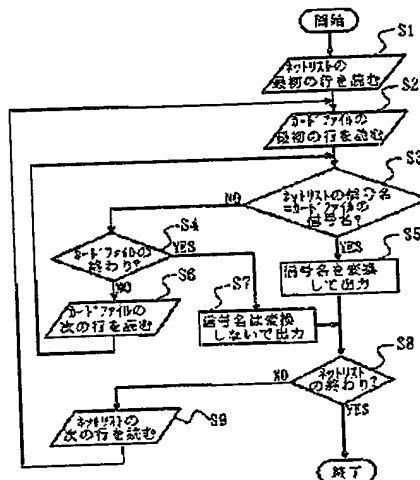 開始
S1
ネットリストの
最初の行を読む
S2
カードファイルの
最初の行を読む
S3
ネットリストの信号名
=カードファイルの
信号名?
NO
YES
S4
カードファイルの
終わり?
YES
NO
S5
信号名を変換
して出力
S6
カードファイルの
次の行を読む
S7
信号名は変換
しないで出力
S8
ネットリスト
の終わり?
NO
YES
S9
ネットリストの
次の行を読む
終了